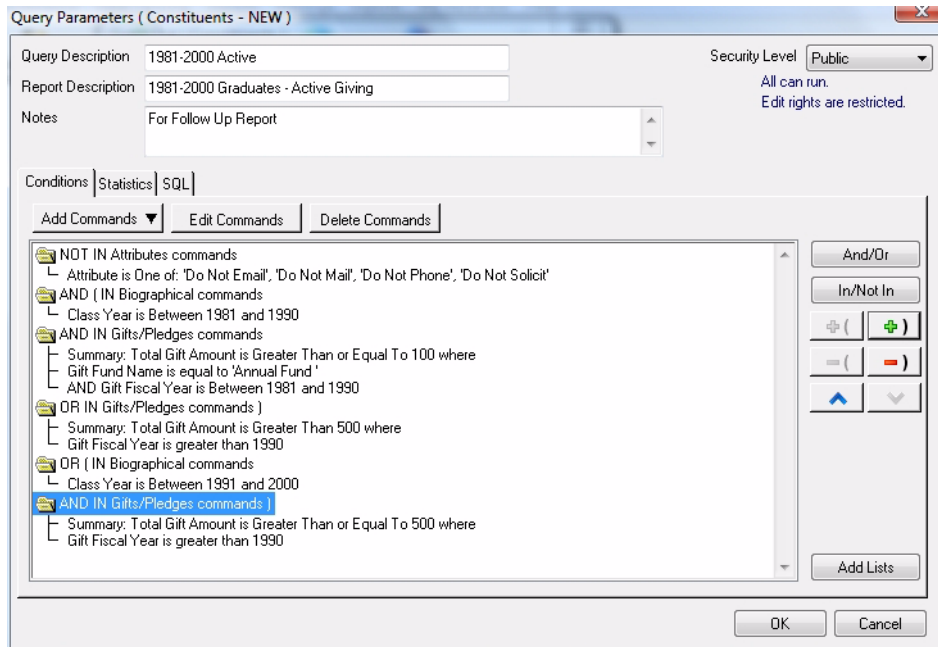 Query Parameters ( Constituents - NEW )
Query Description 1981-2000 Active Security Level Public
All can run.
Report Description 1981-2000 Graduates - Active Giving
Edit rights are restricted.
Notes For Follow Up Report
Conditions Statistics SQL
Add Commands Edit Commands Delete Commands
NOT IN Attributes commands
Attribute is One of: 'Do Not Email', 'Do Not Mail', 'Do Not Phone', 'Do Not Solicit'
AND ( IN Biographical commands
Class Year is Between 1981 and 1990
AND IN Gifts/Pledges commands
Summary: Total Gift Amount is Greater Than or Equal To 100 where
Gift Fund Name is equal to 'Annual Fund '
AND Gift Fiscal Year is Between 1981 and 1990
OR IN Gifts/Pledges commands )
Summary: Total Gift Amount is Greater Than 500 where
Gift Fiscal Year is greater than 1990
OR ( IN Biographical commands
Class Year is Between 1991 and 2000
AND IN Gifts/Pledges commands )
Summary: Total Gift Amount is Greater Than or Equal To 500 where
Gift Fiscal Year is greater than 1990
And/Or
In/Not In
+ ( + )
- ( - )
Add Lists
OK Cancel